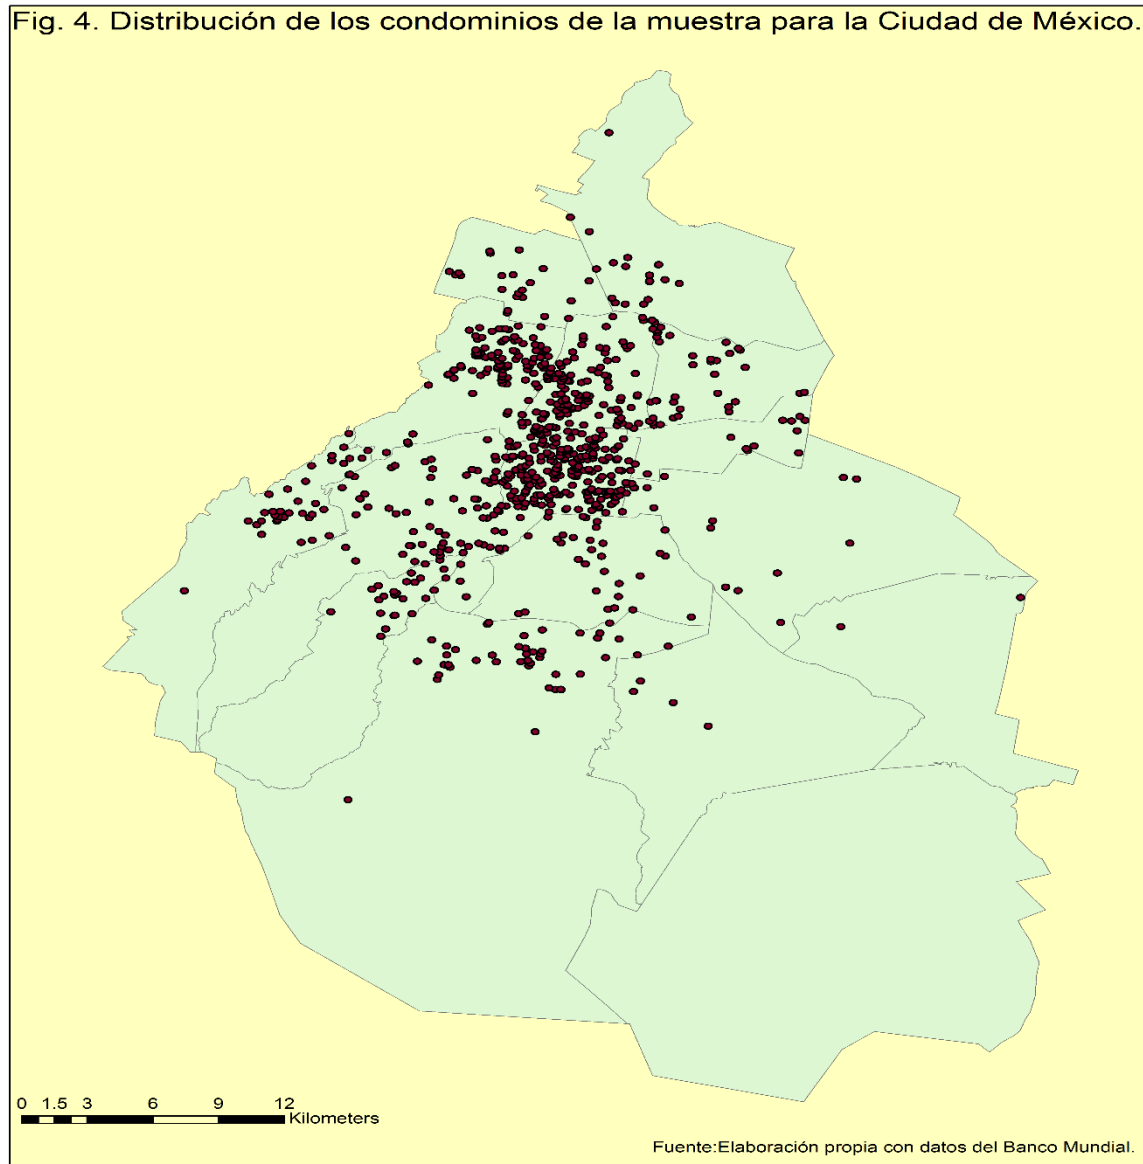 Fig. 4. Distribución de los condominios de la muestra para la Ciudad de México.
0 1.5 3 6 9 12
Kilometers
Fuente:Elaboración propia con datos del Banco Mundial.